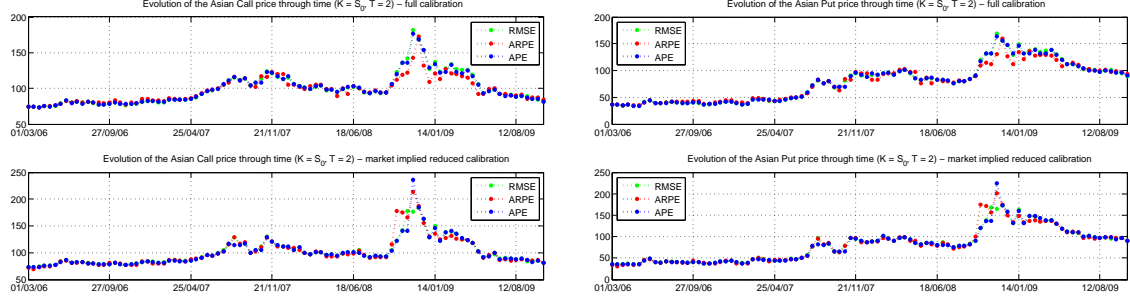 Evolution of the Asian Call price through time (K = S0, T = 2) − full calibration
200
150
100
50
RMSE
ARPE
APE
01/03/06 27/09/06 25/04/07 21/11/07 18/06/08 14/01/09 12/08/09
Evolution of the Asian Put price through time (K = S0, T = 2) − full calibration
200
150
100
50
0
RMSE
ARPE
APE
01/03/06 27/09/06 25/04/07 21/11/07 18/06/08 14/01/09 12/08/09
Evolution of the Asian Call price through time (K = S0, T = 2) − market implied reduced calibration
250
200
150
100
50
RMSE
ARPE
APE
01/03/06 27/09/06 25/04/07 21/11/07 18/06/08 14/01/09 12/08/09
Evolution of the Asian Put price through time (K = S0, T = 2) − market implied reduced calibration
250
200
150
100
50
0
RMSE
ARPE
APE
01/03/06 27/09/06 25/04/07 21/11/07 18/06/08 14/01/09 12/08/09